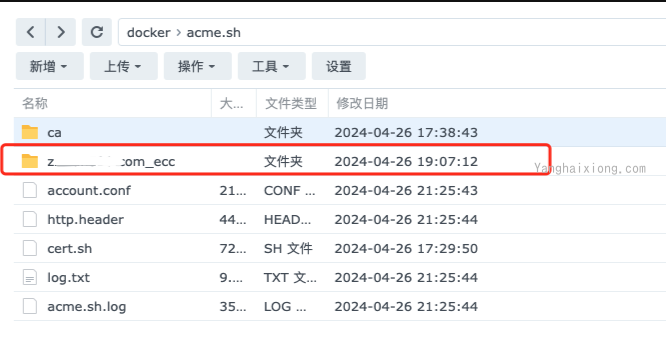 docker › acme.sh
新增 上传 操作 工具 设置
名称 大... 文件类型 修改日期
ca 文件夹 2024-04-26 17:38:43
com_ecc 文件夹 2024-04-26 19:07:12
Yanghaixiong.com
account.conf 21... CONF ... 2024-04-26 21:25:43
http.header 44... HEAD... 2024-04-26 21:25:44
cert.sh 72... SH 文件 2024-04-26 17:29:50
log.txt 9.... TXT 文... 2024-04-26 21:25:44
acme.sh.log 35... LOG ... 2024-04-26 21:25:44